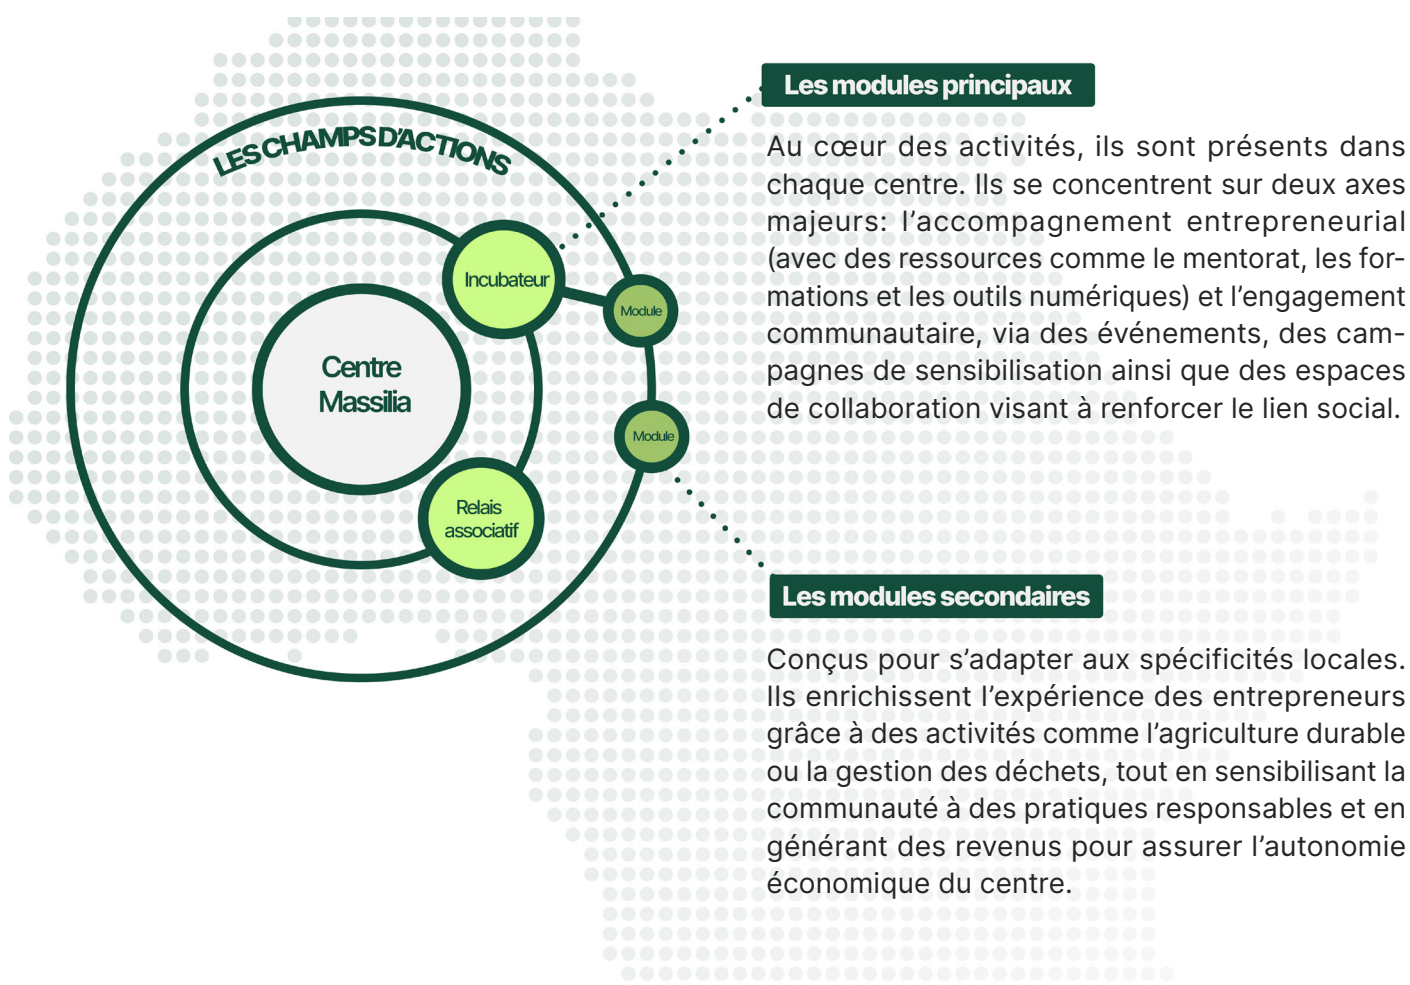 LES CHAMPS D'ACTIONS
Incubateur
Module
Centre
Massilia
Module
Relais
associatif
Les modules principaux
Au cœur des activités, ils sont présents dans
chaque centre. Ils se concentrent sur deux axes
majeurs: l’accompagnement entrepreneurial
(avec des ressources comme le mentorat, les for-
mations et les outils numériques) et l’engagement
communautaire, via des événements, des cam-
pagnes de sensibilisation ainsi que des espaces
de collaboration visant à renforcer le lien social.
Les modules secondaires
Conçus pour s’adapter aux spécificités locales.
Ils enrichissent l’expérience des entrepreneurs
grâce à des activités comme l’agriculture durable
ou la gestion des déchets, tout en sensibilisant la
communauté à des pratiques responsables et en
générant des revenus pour assurer l’autonomie
économique du centre.